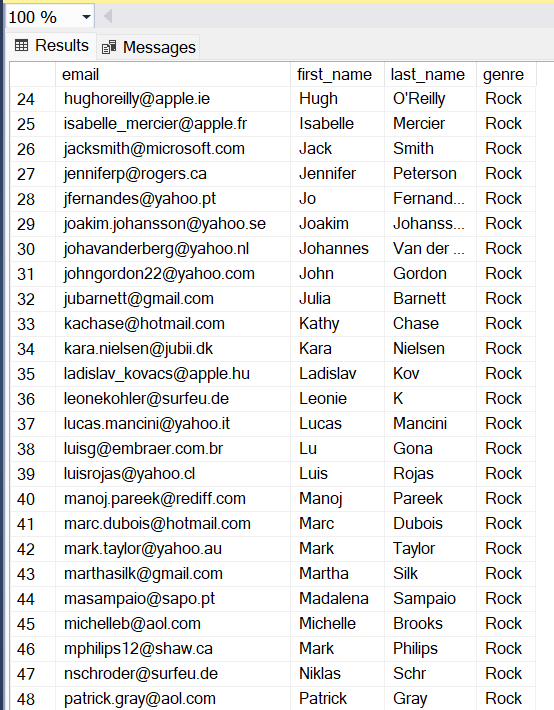 100 %
Results Messages
email first_name last_name genre
24 hughoreilly@apple.ie Hugh O'Reilly Rock
25 isabelle_mercier@apple.fr Isabelle Mercier Rock
26 jacksmith@microsoft.com Jack Smith Rock
27 jenniferp@rogers.ca Jennifer Peterson Rock
28 jfernandes@yahoo.pt Jo Fernand... Rock
29 joakim.johansson@yahoo.se Joakim Johanss... Rock
30 johavanderberg@yahoo.nl Johannes Van der ... Rock
31 johngordon22@yahoo.com John Gordon Rock
32 jubarnett@gmail.com Julia Barnett Rock
33 kachase@hotmail.com Kathy Chase Rock
34 kara.nielsen@jubii.dk Kara Nielsen Rock
35 ladislav_kovacs@apple.hu Ladislav Kov Rock
36 leonekohler@surfeu.de Leonie K Rock
37 lucas.mancini@yahoo.it Lucas Mancini Rock
38 luisg@embraer.com.br Lu Gona Rock
39 luisrojas@yahoo.cl Luis Rojas Rock
40 manoj.pareek@rediff.com Manoj Pareek Rock
41 marc.dubois@hotmail.com Marc Dubois Rock
42 mark.taylor@yahoo.au Mark Taylor Rock
43 marthasilk@gmail.com Martha Silk Rock
44 masampaio@sapo.pt Madalena Sampaio Rock
45 michelleb@aol.com Michelle Brooks Rock
46 mphilips12@shaw.ca Mark Philips Rock
47 nschroder@surfeu.de Niklas Schr Rock
48 patrick.gray@aol.com Patrick Gray Rock